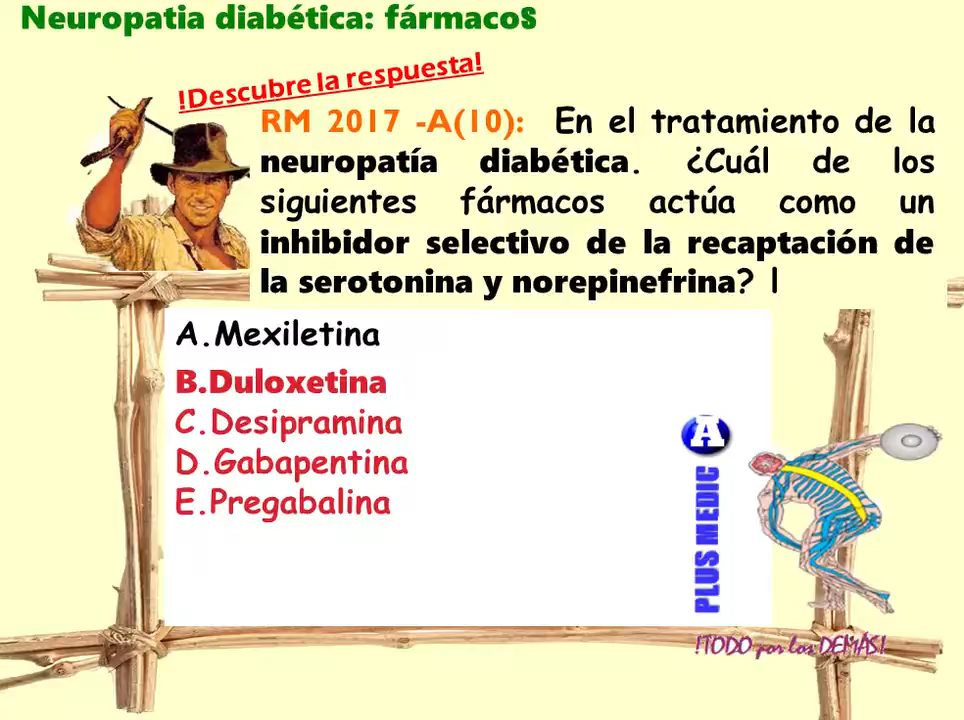 Neuropatia diabética: fármacos
!Descubre la respuesta!
RM 2017 -A(10): En el tratamiento de la
neuropatía diabética. ¿Cuál de los
siguientes fármacos actúa como un
inhibidor selectivo de la recaptación de
la serotonina y norepinefrina? |
A.Mexiletina
B.Duloxetina
C.Desipramina
D.Gabapentina
E.Pregabalina
A
PLUS MEDIC
!TODO por los DEMÁS!